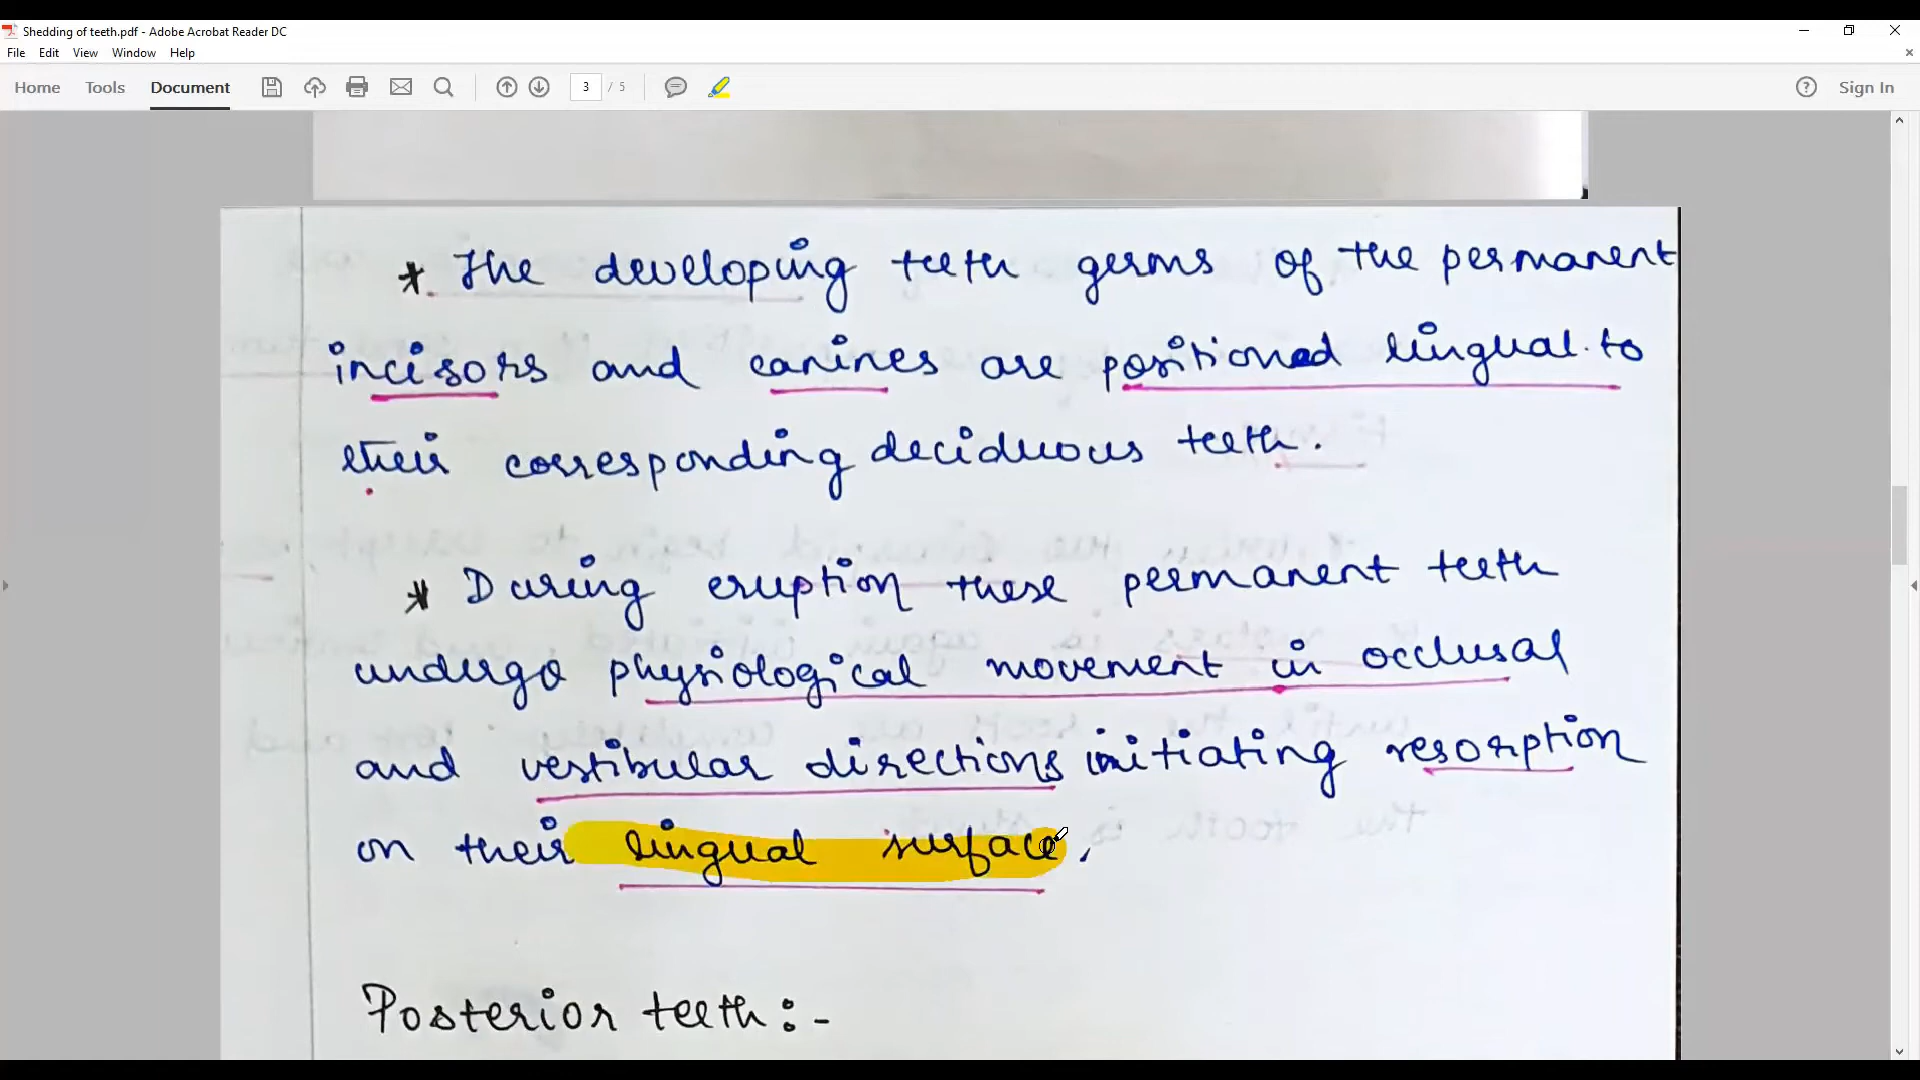 Shedding of teeth.pdf - Adobe Acrobat Reader DC
File Edit View Window Help
Home Tools Document 3 / 5 Sign In
* The developing teeth germs of the permanent
incisors and canines are positioned lingual to
their corresponding deciduous teeth.
* During eruption these permanent teeth
undergo physiological movement in occlusal
and vestibular directions initiating resorption
on their lingual surface.
Posterior teeth :-